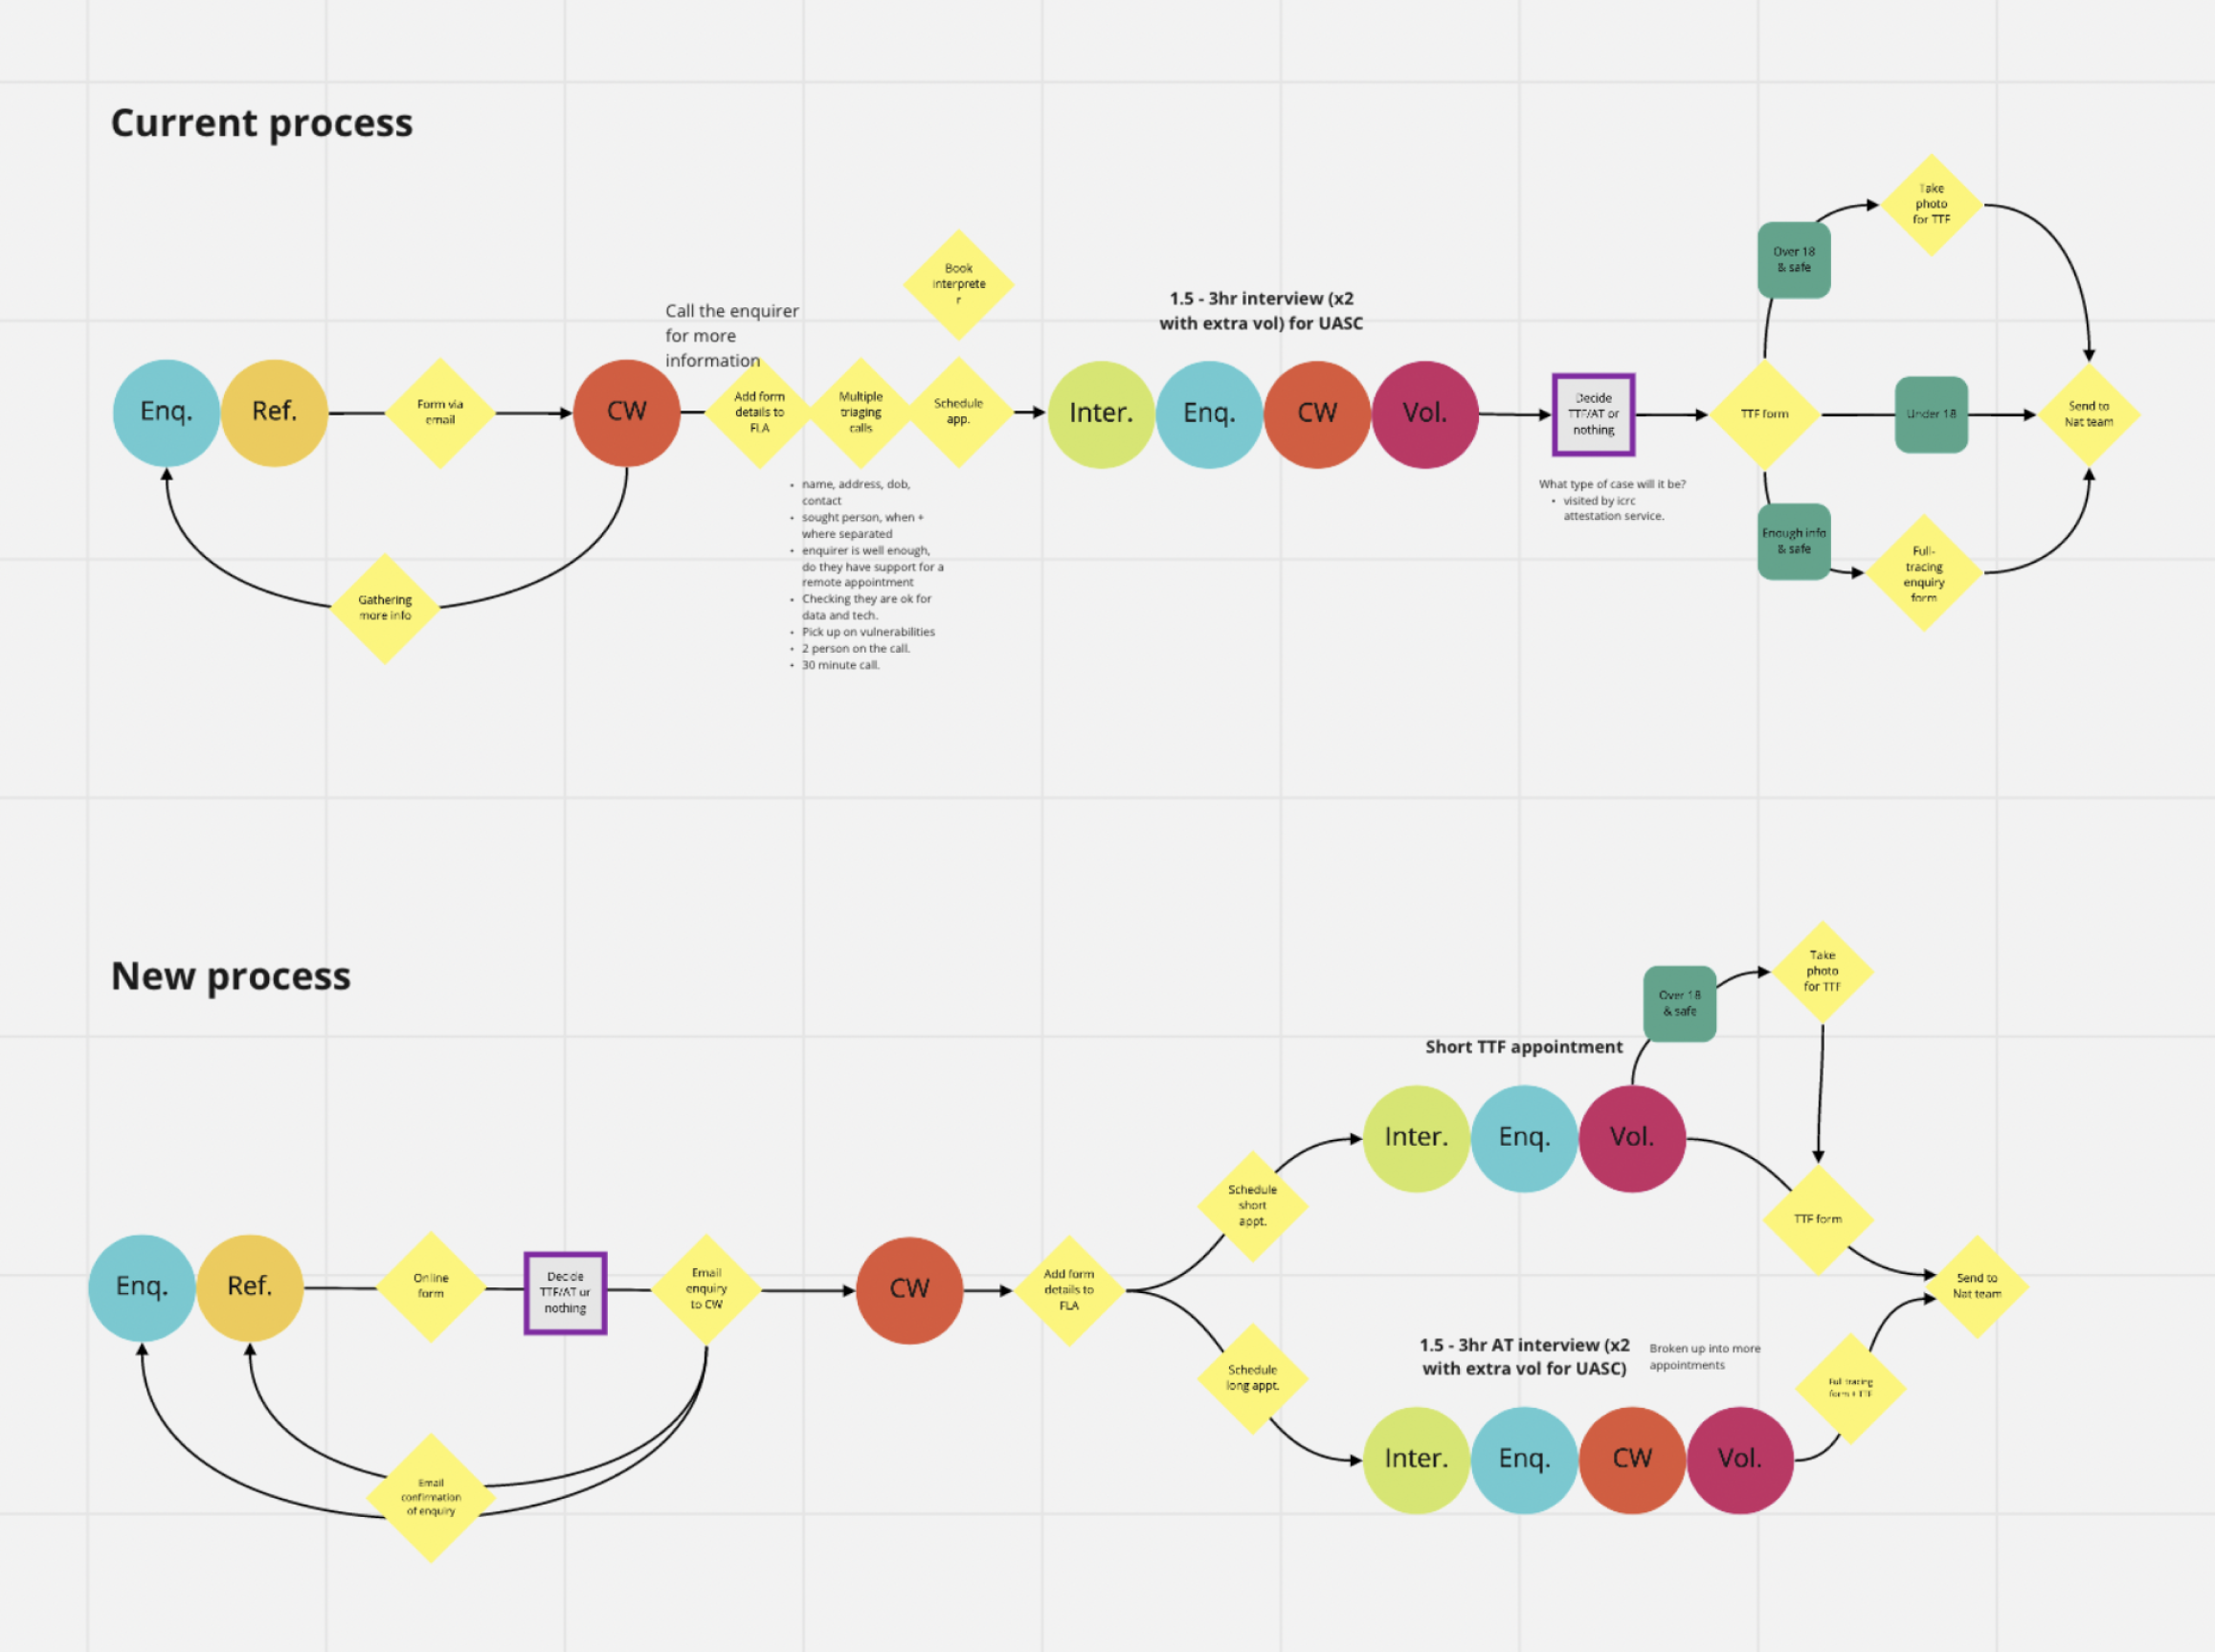 Current process
Take
photo
for TTF
Over 18
& safe
Book
interprete
r
Call the enquirer
for more
information
1.5 - 3hr interview (x2
with extra vol) for UASC
Enq.
Ref.
Form via
email
CW
Add form
details to
FLA
Multiple
triaging
calls
Schedule
app.
Inter.
Enq.
CW
Vol.
Decide
TTF/AT or
nothing
TTF form
Under 18
Send to
Nat team
• name, address, dob,
contact
• sought person, when +
where separated
• enquirer is well enough,
do they have support for a
remote appointment
• Checking they are ok for
data and tech.
• Pick up on vulnerabilities
• 2 person on the call.
• 30 minute call.
What type of case will it be?
• visited by icrc
attestation service.
Enough info
& safe
Full-
tracing
enquiry
form
Gathering
more info
New process
Take
photo
for TTF
Over 18
& safe
Short TTF appointment
Inter.
Enq.
Vol.
Schedule
short
appt.
TTF form
Enq.
Ref.
Online
form
Decide
TTF/AT or
nothing
Email
enquiry
to CW
CW
Add form
details to
FLA
Send to
Nat team
1.5 - 3hr AT interview (x2
with extra vol for UASC)
Broken up into more
appointments
Schedule
long appt.
Full tracing
form + TTF
Inter.
Enq.
CW
Vol.
Email
confirmation
of enquiry